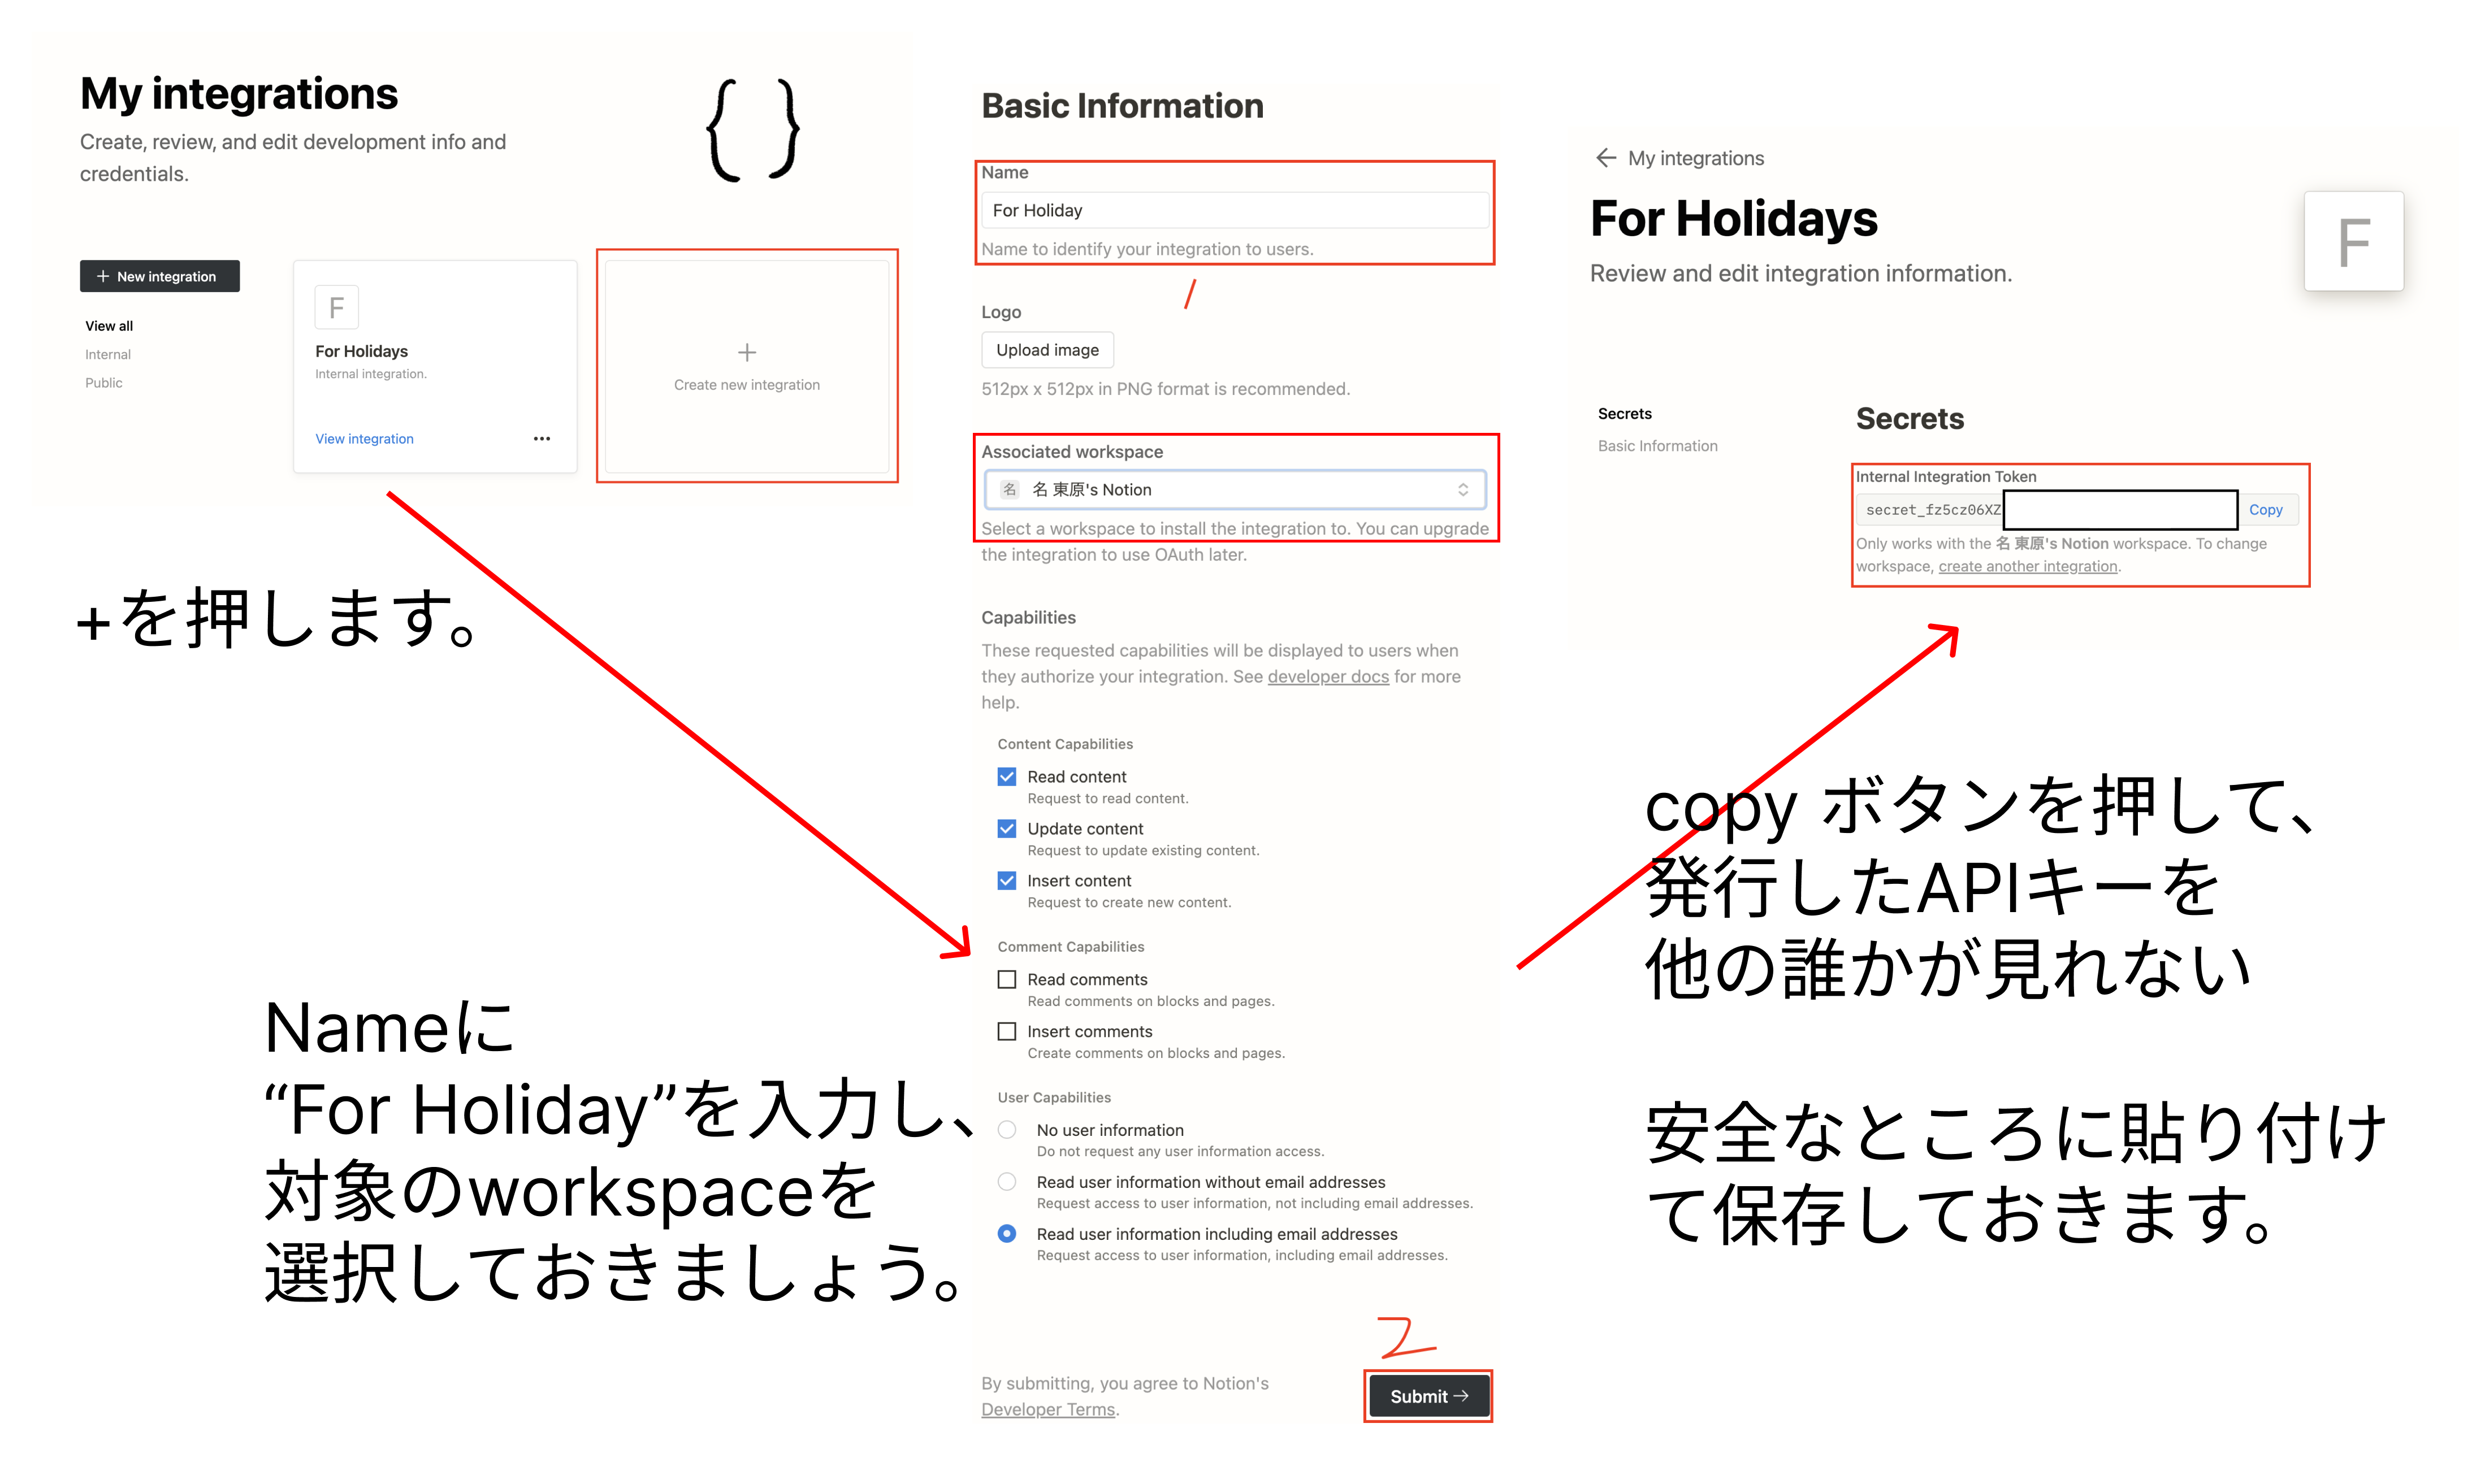 My integrations
Create, review, and edit development info and
credentials.
{ }
+ New integration
View all
Internal
Public
F
For Holidays
Internal integration.
View integration
•••
+
Create new integration
+を押します。
Nameに
“For Holiday”を入力し、
対象のworkspaceを
選択しておきましょう。
Basic Information
Name
For Holiday
Name to identify your integration to users.
1
Logo
Upload image
512px x 512px in PNG format is recommended.
Associated workspace
名 名 東原's Notion
Select a workspace to install the integration to. You can upgrade
the integration to use OAuth later.
Capabilities
These requested capabilities will be displayed to users when
they authorize your integration. See developer docs for more
help.
Content Capabilities
Read content
Request to read content.
Update content
Request to update existing content.
Insert content
Request to create new content.
Comment Capabilities
Read comments
Read comments on blocks and pages.
Insert comments
Create comments on blocks and pages.
User Capabilities
No user information
Do not request any user information access.
Read user information without email addresses
Request access to user information, not including email addresses.
Read user information including email addresses
Request access to user information, including email addresses.
2
By submitting, you agree to Notion's
Developer Terms.
Submit →
← My integrations
For Holidays
Review and edit integration information.
F
Secrets
Basic Information
Secrets
Internal Integration Token
secret_fz5cz06XZ
Copy
Only works with the 名 東原's Notion workspace. To change
workspace, create another integration.
copy ボタンを押して、
発行したAPIキーを
他の誰かが見れない
安全なところに貼り付け
て保存しておきます。